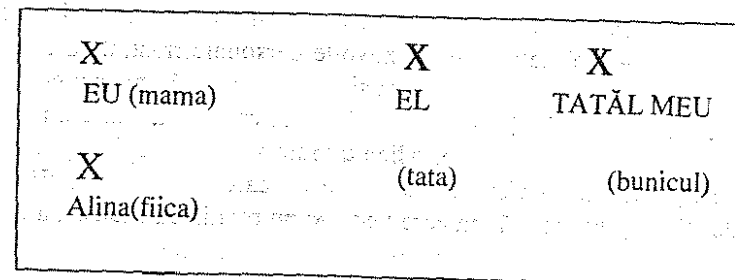 X X X
EU (mama) EL TATĂL MEU
X (tata) (bunicul)
Alina(fiica)